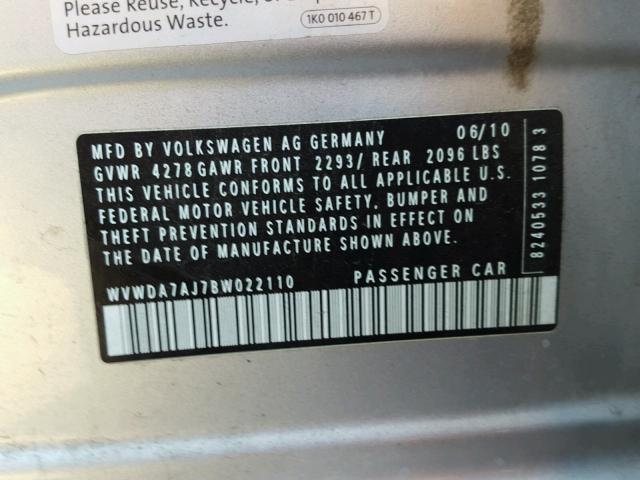 Please Reuse, Recycle, or
Hazardous Waste.
1K0 010 467 T
MFD BY VOLKSWAGEN AG GERMANY 06/10
GVWR 4278 GAWR FRONT 2293/ REAR 2096 LBS
THIS VEHICLE CONFORMS TO ALL APPLICABLE U.S.
FEDERAL MOTOR VEHICLE SAFETY, BUMPER AND
THEFT PREVENTION STANDARDS IN EFFECT ON
THE DATE OF MANUFACTURE SHOWN ABOVE.
WVWDA7AJ7BW022110 PASSENGER CAR
8240533 1078 3